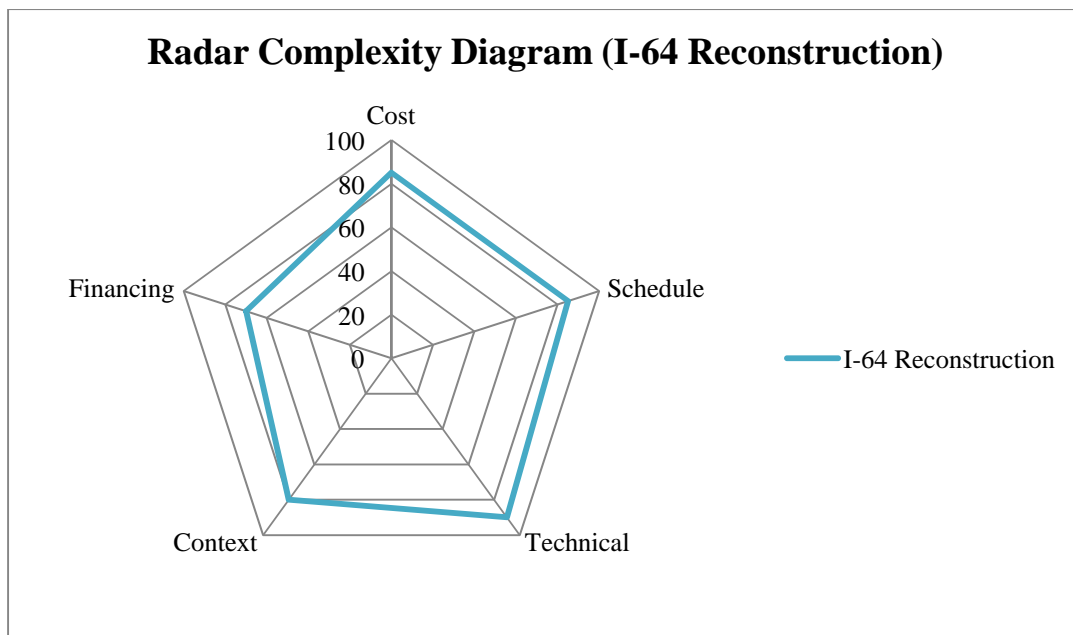 Radar Complexity Diagram (I-64 Reconstruction)
Cost
100
80
60
40
20
0
Financing
Schedule
Context
Technical
I-64 Reconstruction